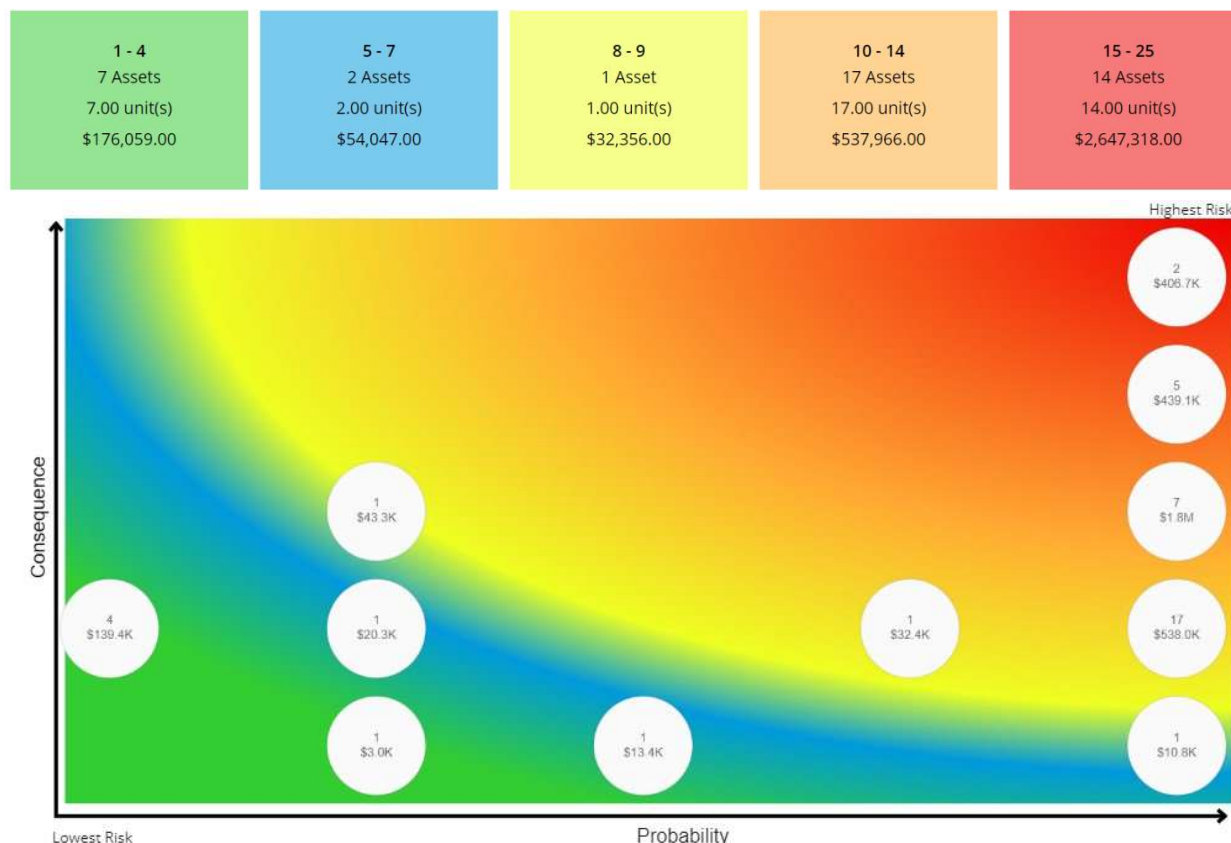 1 - 4
7 Assets
7.00 unit(s)
$176,059.00
5 - 7
2 Assets
2.00 unit(s)
$54,047.00
8 - 9
1 Asset
1.00 unit(s)
$32,356.00
10 - 14
17 Assets
17.00 unit(s)
$537,966.00
15 - 25
14 Assets
14.00 unit(s)
$2,647,318.00
Highest Risk
2
$406.7K
5
$439.1K
Consequence
1
$43.3K
7
$1.8M
4
$139.4K
1
$20.3K
1
$32.4K
17
$538.0K
1
$3.0K
1
$13.4K
1
$10.8K
Lowest Risk
Probability